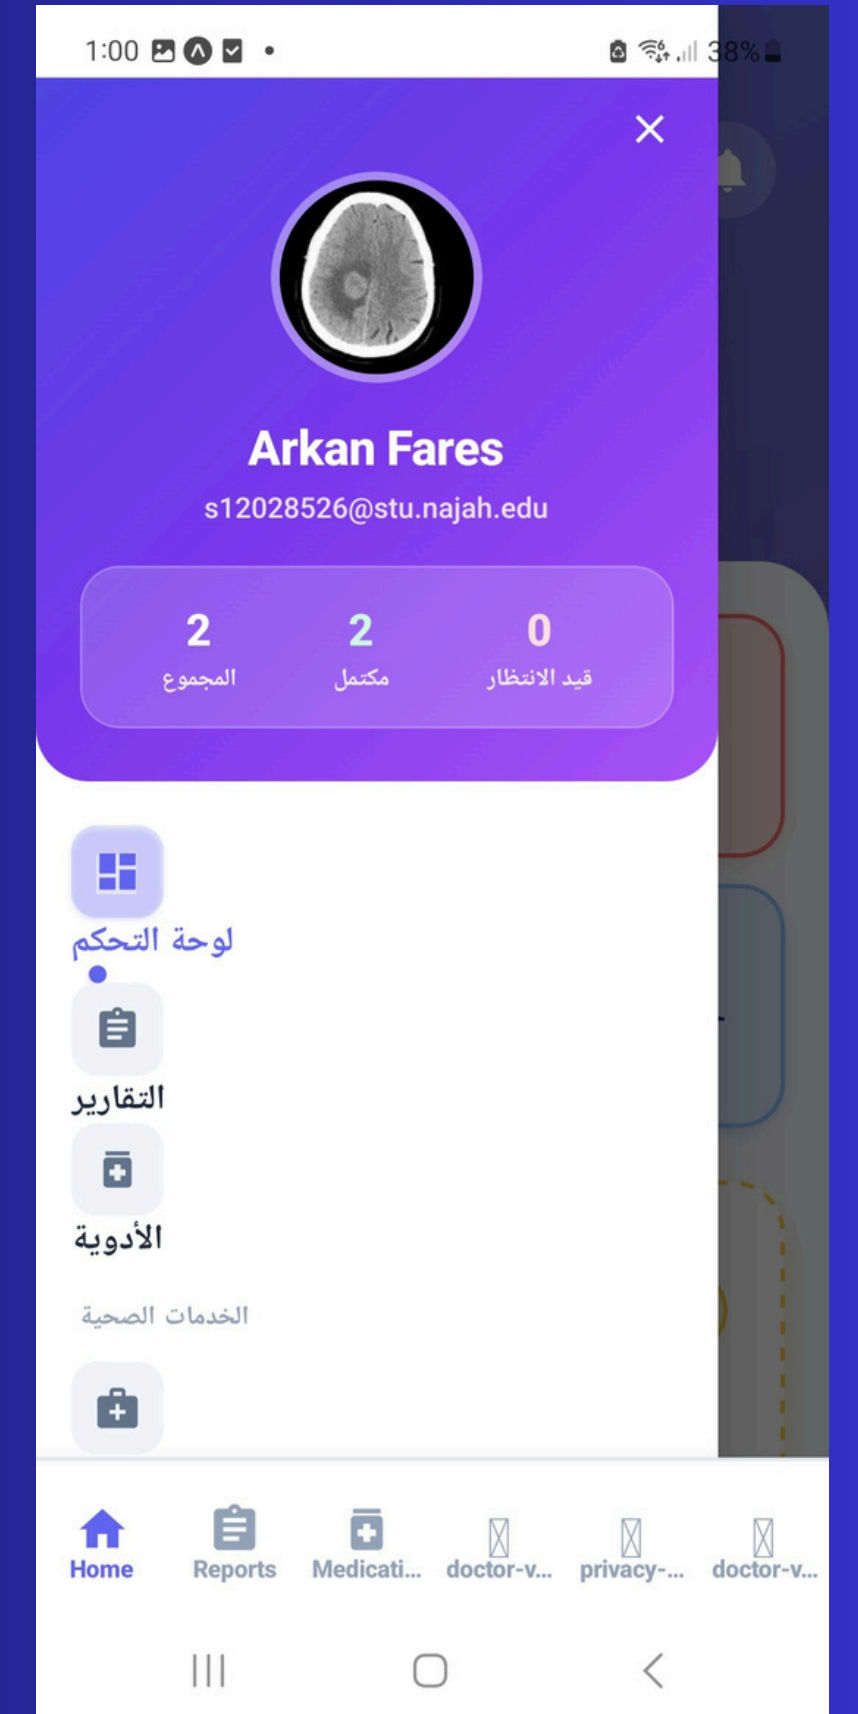 1:00 38%
Arkan Fares
s12028526@stu.najah.edu
2 2 0
المجموع مكتمل قيد الانتظار
لوحة التحكم
التقارير
الأدوية
الخدمات الصحية
Home Reports Medicati... doctor-v... privacy-... doctor-v...